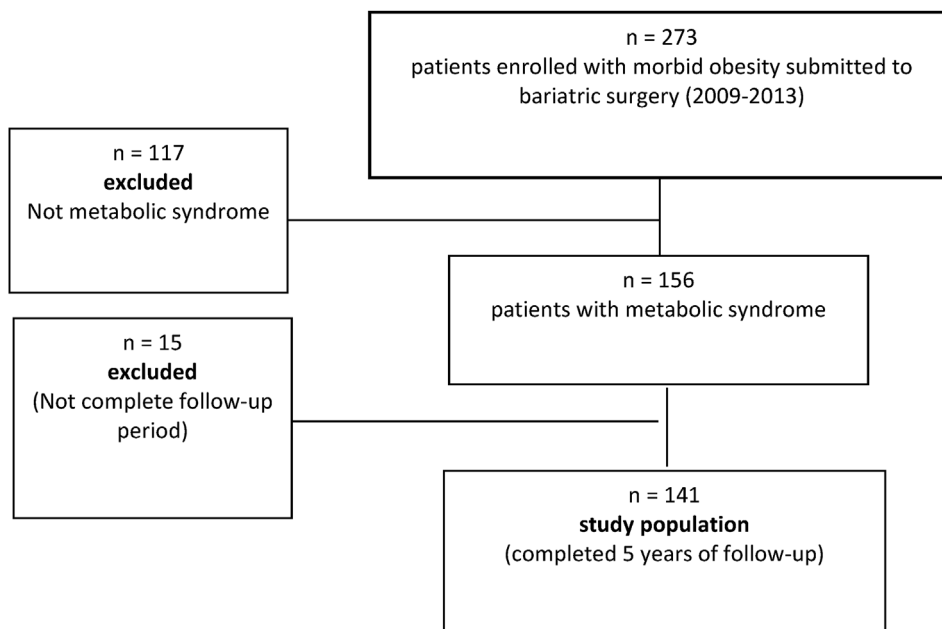 n = 273
patients enrolled with morbid obesity submitted to
bariatric surgery (2009-2013)
n = 117
excluded
Not metabolic syndrome
n = 156
patients with metabolic syndrome
n = 15
excluded
(Not complete follow-up
period)
n = 141
study population
(completed 5 years of follow-up)